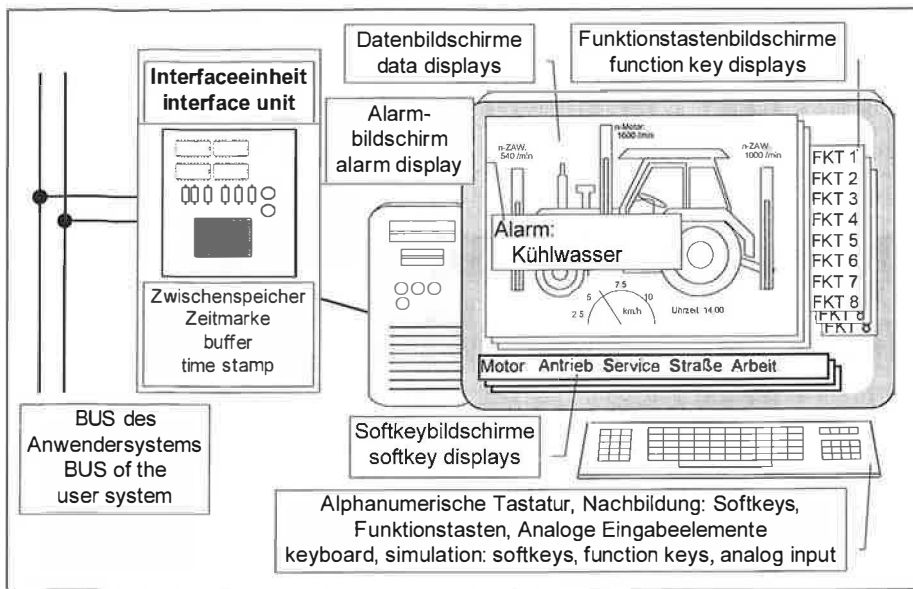 Datenbildschirme
data displays
Funktionstastenbildschirme
function key displays
Interfaceeinheit
interface unit
Alarm-
bildschirm
alarm display
n-Motor:
1600 /min
n-ZAW:
540 /min
n-ZAW:
1000 /min
FKT 1
FKT 2
FKT 3
FKT 4
FKT 5
FKT 6
FKT 7
FKT 8
FKT 8
FKT 8
Alarm:
Kühlwasser
2.5
5
7.5
10
km/h
Uhrzeit 14.00
Zwischenspeicher
Zeitmarke
buffer
time stamp
Motor Antrieb Service Straße Arbeit
BUS des
Anwendersystems
BUS of the
user system
Softkeybildschirme
softkey displays
Alphanumerische Tastatur, Nachbildung: Softkeys,
Funktionstasten, Analoge Eingabeelemente
keyboard, simulation: softkeys, function keys, analog input